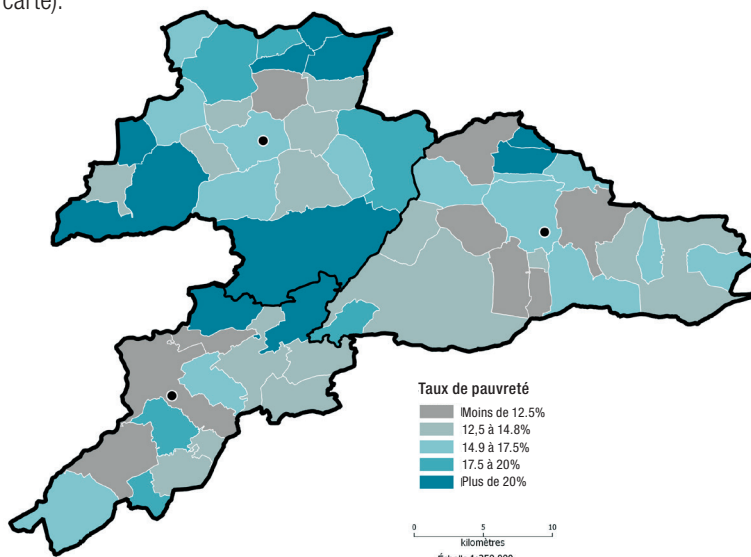 carte).
Taux de pauvreté
Moins de 12.5%
12,5 à 14.8%
14.9 à 17.5%
17.5 à 20%
Plus de 20%
0 5 10
kilomètres